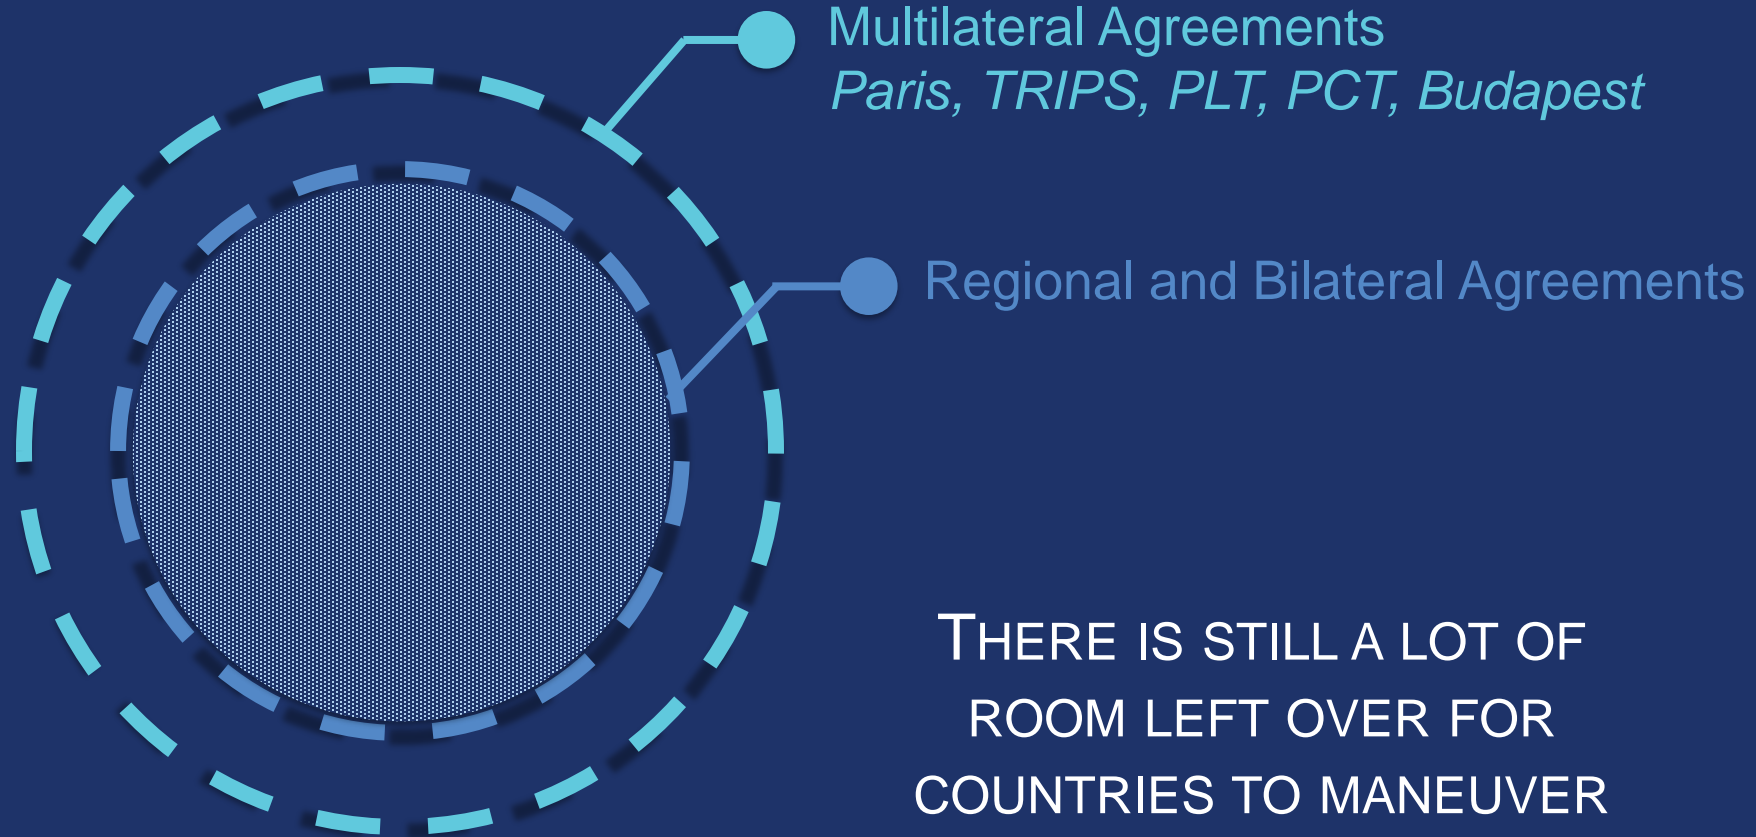 Multilateral Agreements
Paris, TRIPS, PLT, PCT, Budapest
Regional and Bilateral Agreements
THERE IS STILL A LOT OF
ROOM LEFT OVER FOR
COUNTRIES TO MANEUVER